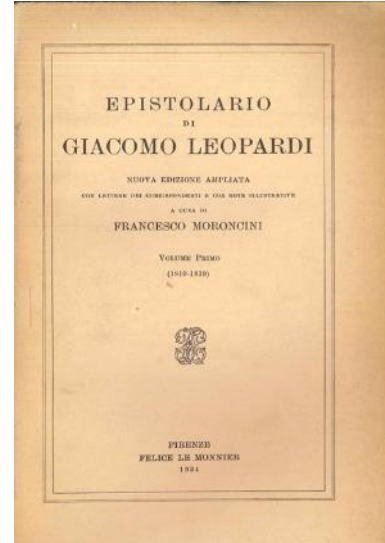 EPISTOLARIO
DI
GIACOMO LEOPARDI
NUOVA EDIZIONE AMPLIATA
CON LETTERE DEI CORRISPONDENTI E CON NOTE ILLUSTRATIVE
A CURA DI
FRANCESCO MORONCINI
VOLUME PRIMO
FIRENZE
FELICE LE MONNIER
1934